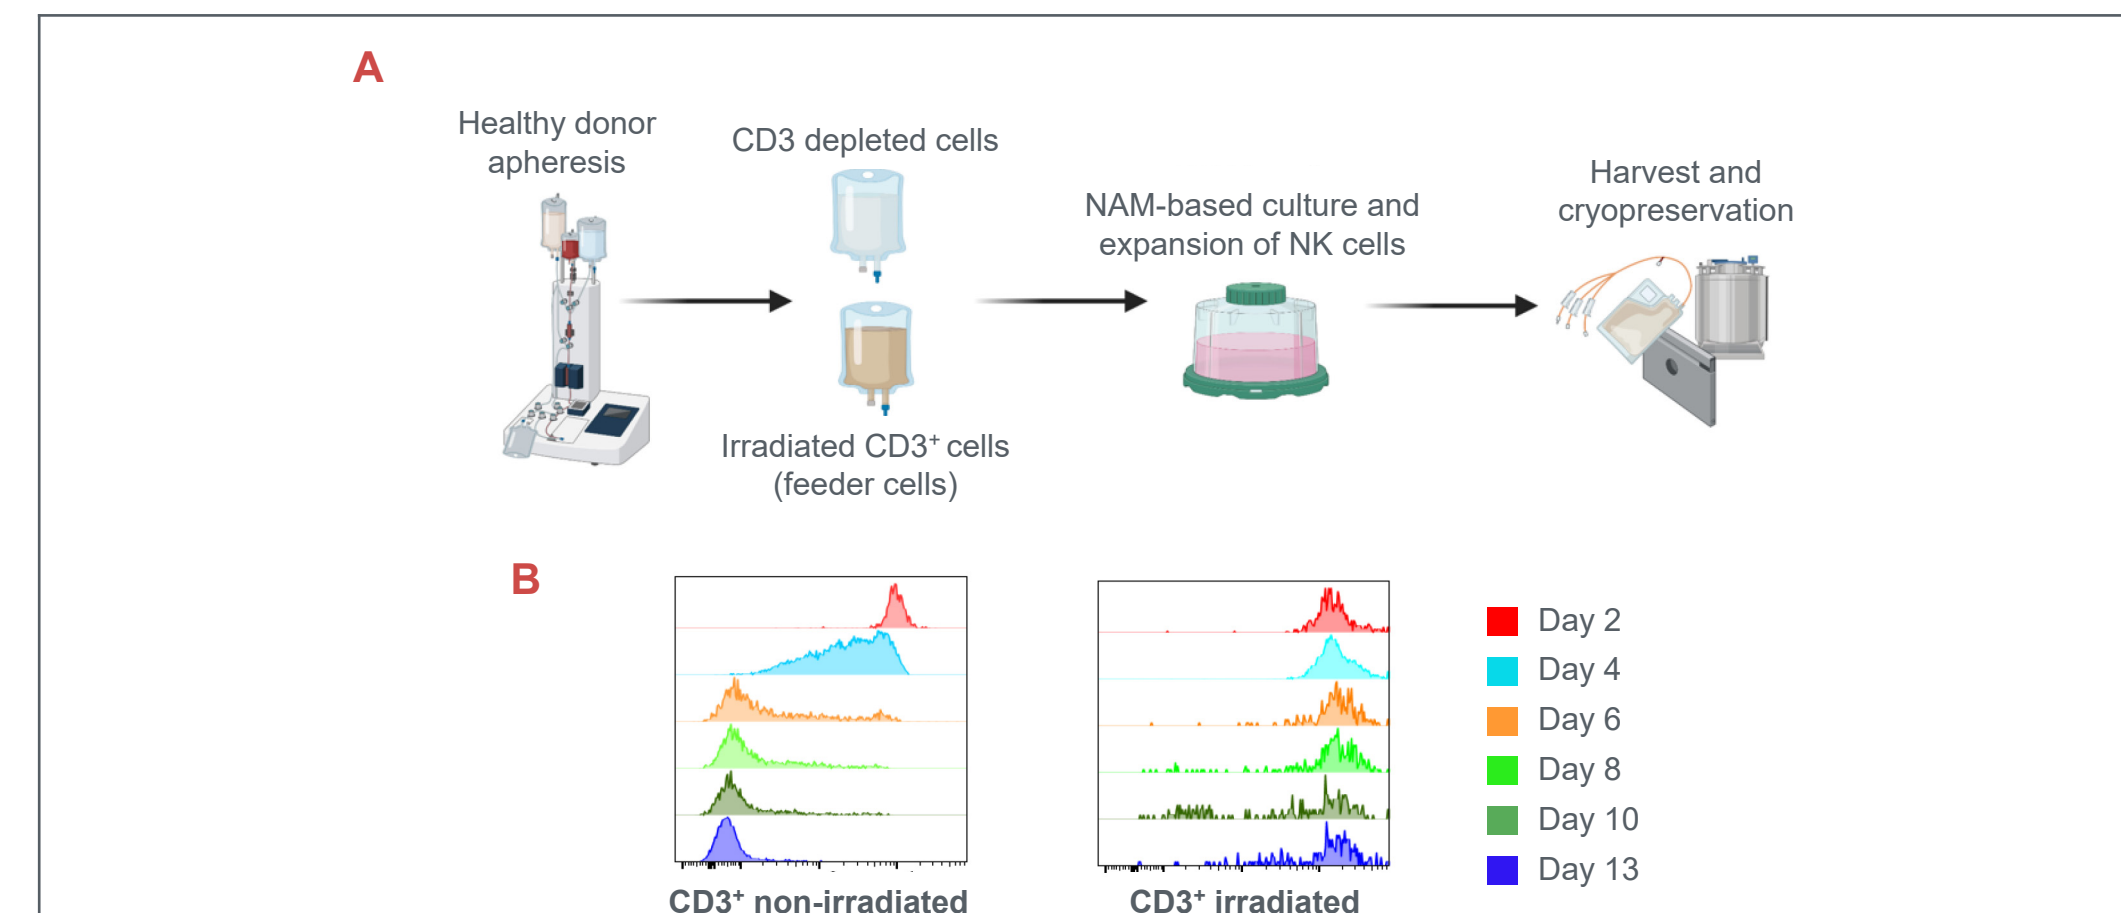 A
Healthy donor
apheresis
CD3 depleted cells
Irradiated CD3⁺ cells
(feeder cells)
NAM-based culture and
expansion of NK cells
Harvest and
cryopreservation
B
CD3⁺ non-irradiated
CD3⁺ irradiated
Day 2
Day 4
Day 6
Day 8
Day 10
Day 13